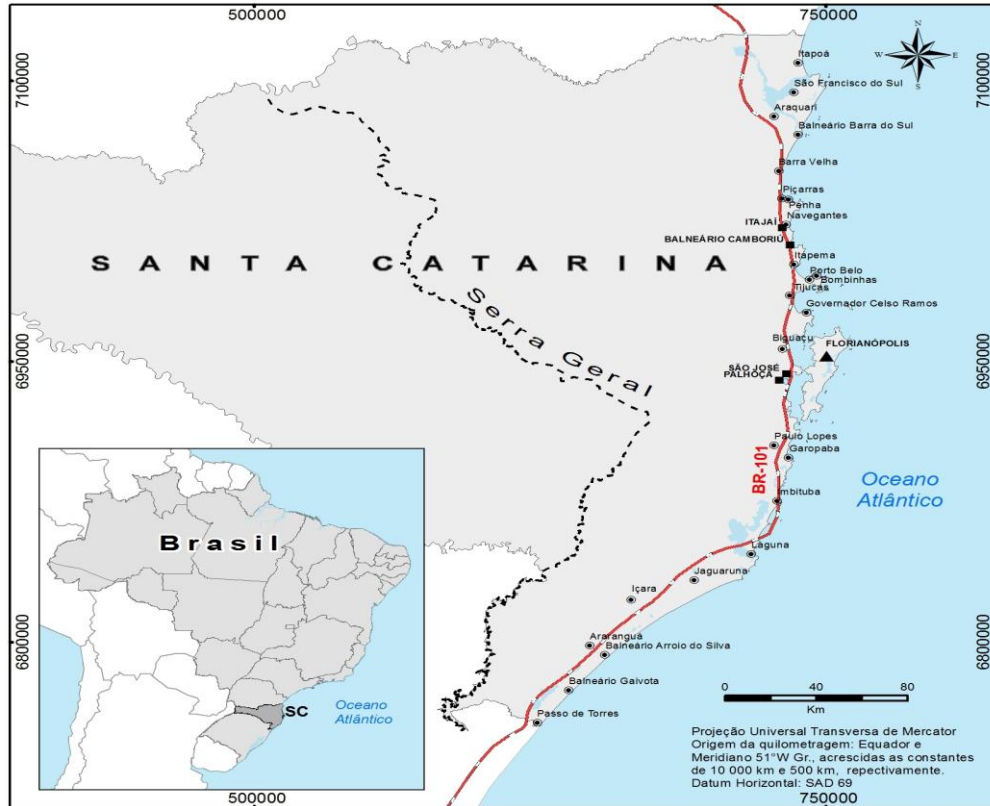 500000
750000
N
W
E
S
7100000
7100000
Itapoá
São Francisco do Sul
Araquari
Balneário Barra do Sul
Barra Velha
Piçarras
Penha
Navegantes
ITAJAÍ
BALNEÁRIO CAMBORIÚ
Itapema
SANTA CATARINA
Porto Belo
Bombinhas
Tijucas
Governador Celso Ramos
Serra Geral
Biguaçu
FLORIANÓPOLIS
6950000
6950000
SÃO JOSÉ
PALHOÇA
Paulo Lopes
Garopaba
BR-101
Imbituba
Oceano
Atlântico
Brasil
Laguna
Jaguaruna
Içara
6800000
6800000
Araranguá
Balneário Arroio do Silva
Balneário Gaivota
Passo de Torres
SC
Oceano
Atlântico
0 40 80
Km
Projeção Universal Transversa de Mercator
Origem da quilometragem: Equador e
Meridiano 51°W Gr., acrescidas as constantes
de 10 000 km e 500 km, repectivamente.
Datum Horizontal: SAD 69
500000
750000